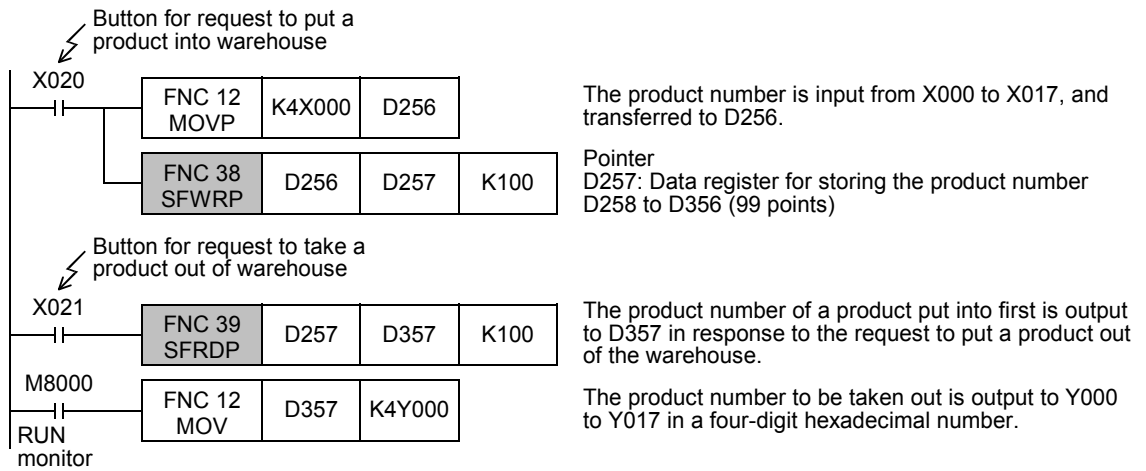 Button for request to put a
product into warehouse
X020
FNC 12
MOVP
K4X000
D256
The product number is input from X000 to X017, and
transferred to D256.
FNC 38
SFWRP
D256
D257
K100
Pointer
D257: Data register for storing the product number
D258 to D356 (99 points)
Button for request to take a
product out of warehouse
X021
FNC 39
SFRDP
D257
D357
K100
The product number of a product put into first is output
to D357 in response to the request to put a product out
of the warehouse.
M8000
RUN
monitor
FNC 12
MOV
D357
K4Y000
The product number to be taken out is output to Y000
to Y017 in a four-digit hexadecimal number.